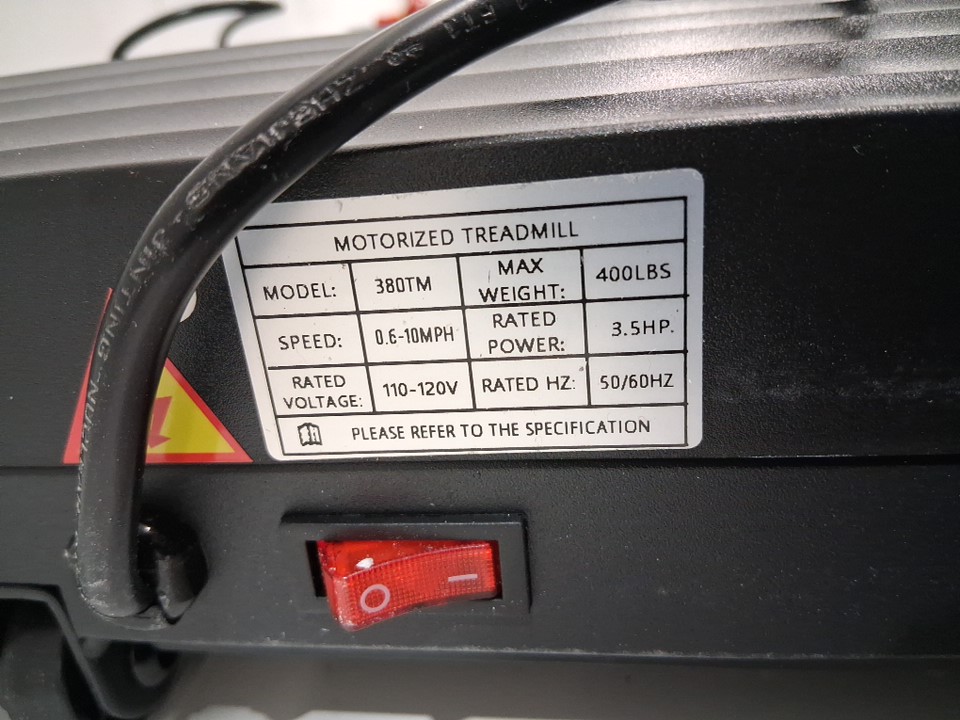 MOTORIZED TREADMILL
MODEL: 380TM MAX WEIGHT: 400LBS
SPEED: 0.6-10MPH RATED POWER: 3.5HP.
RATED VOLTAGE: 110-120V RATED HZ: 50/60HZ
PLEASE REFER TO THE SPECIFICATION
O I